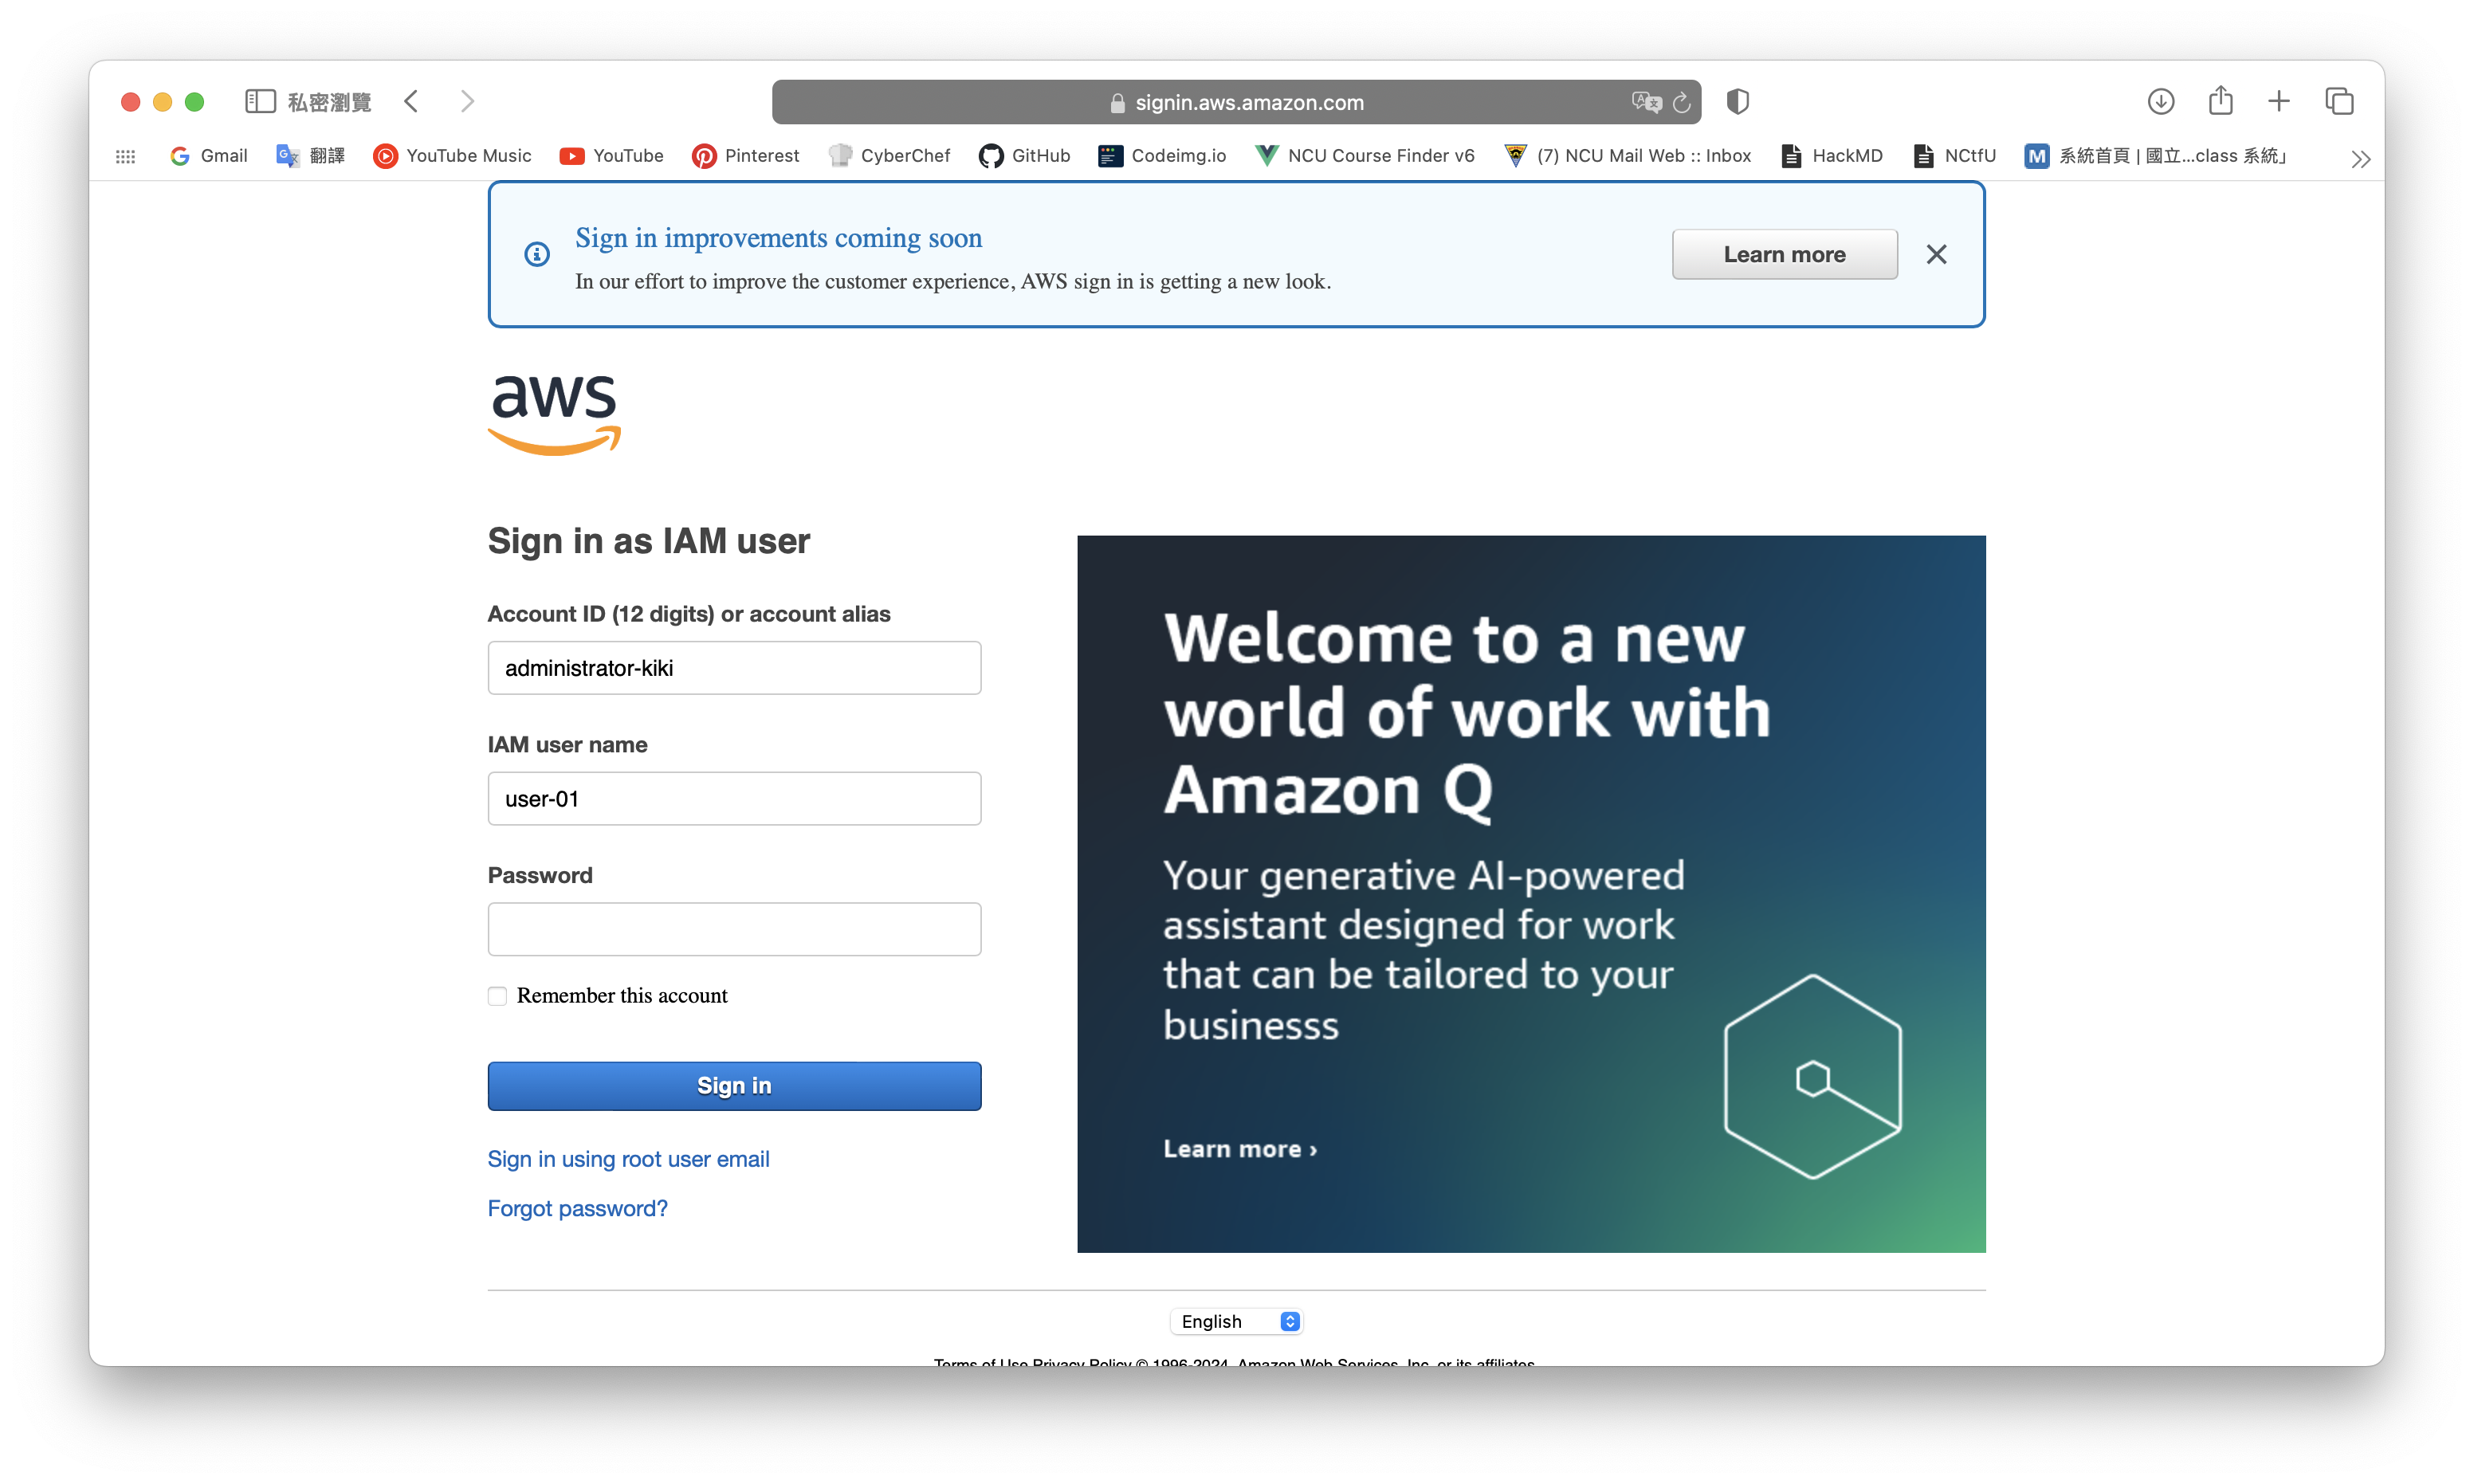 私密瀏覽
signin.aws.amazon.com
Gmail
翻譯
YouTube Music
YouTube
Pinterest
CyberChef
GitHub
Codeimg.io
NCU Course Finder v6
(7) NCU Mail Web :: Inbox
HackMD
NCtfU
M
系統首頁 | 國立...class 系統」
Sign in improvements coming soon
In our effort to improve the customer experience, AWS sign in is getting a new look.
Learn more
aws
Sign in as IAM user
Account ID (12 digits) or account alias
administrator-kiki
IAM user name
user-01
Password
Remember this account
Sign in
Sign in using root user email
Forgot password?
Welcome to a new
world of work with
Amazon Q
Your generative AI-powered
assistant designed for work
that can be tailored to your
businesss
Learn more ›
English
Terms of Use Privacy Policy © 1996-2024, Amazon Web Services, Inc. or its affiliates.